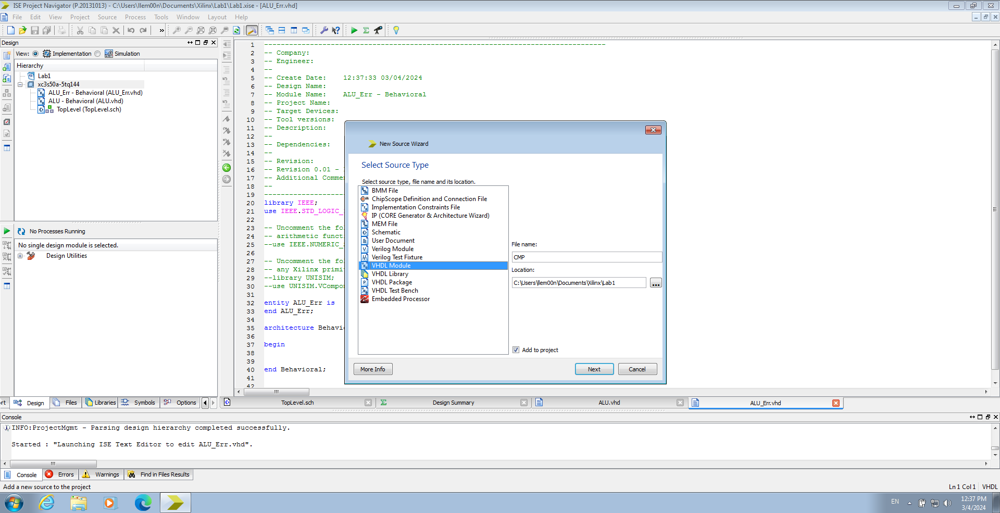 ISE Project Navigator (P.20131013) - C:\Users\llem00n\Documents\Xilinx\Lab1\Lab1.xise - [ALU_Err.vhd]
File Edit View Project Source Process Tools Window Layout Help
Design
View: Implementation Simulation
Hierarchy
Lab1
xc3s50a-5tq144
ALU_Err - Behavioral (ALU_Err.vhd)
ALU - Behavioral (ALU.vhd)
TopLevel (TopLevel.sch)
No Processes Running
No single design module is selected.
Design Utilities
rt Design Files Libraries Symbols Options
1 ----------------------------------------------------------------------------------
2 -- Company:
3 -- Engineer:
4 --
5 -- Create Date:    12:37:33 03/04/2024
6 -- Design Name:
7 -- Module Name:    ALU_Err - Behavioral
8 -- Project Name:
9 -- Target Devices:
10 -- Tool versions:
11 -- Description:
12 --
13 -- Dependencies:
14 --
15 -- Revision:
16 -- Revision 0.01 -
17 -- Additional Comme
18 --
19 --------------------
20 library IEEE;
21 use IEEE.STD_LOGIC_
22
23 -- Uncomment the fo
24 -- arithmetic functi
25 --use IEEE.NUMERIC_
26
27 -- Uncomment the fo
28 -- any Xilinx primi
29 --library UNISIM;
30 --use UNISIM.VCompo
31
32 entity ALU_Err is
33 end ALU_Err;
34
35 architecture Behavi
36
37 begin
38
39
40 end Behavioral;
41
42
New Source Wizard
Select Source Type
Select source type, file name and its location.
BMM File
ChipScope Definition and Connection File
Implementation Constraints File
IP (CORE Generator & Architecture Wizard)
MEM File
Schematic
User Document
Verilog Module
Verilog Test Fixture
VHDL Module
VHDL Library
VHDL Package
VHDL Test Bench
Embedded Processor
File name:
CMP
Location:
C:\Users\llem00n\Documents\Xilinx\Lab1
...
Add to project
More Info Next Cancel
TopLevel.sch Design Summary ALU.vhd ALU_Err.vhd
Console
INFO:ProjectMgmt - Parsing design hierarchy completed successfully.
Started : "Launching ISE Text Editor to edit ALU_Err.vhd".
Console Errors Warnings Find in Files Results
Add a new source to the project
Ln 1 Col 1 VHDL
EN
12:37 PM
3/4/2024